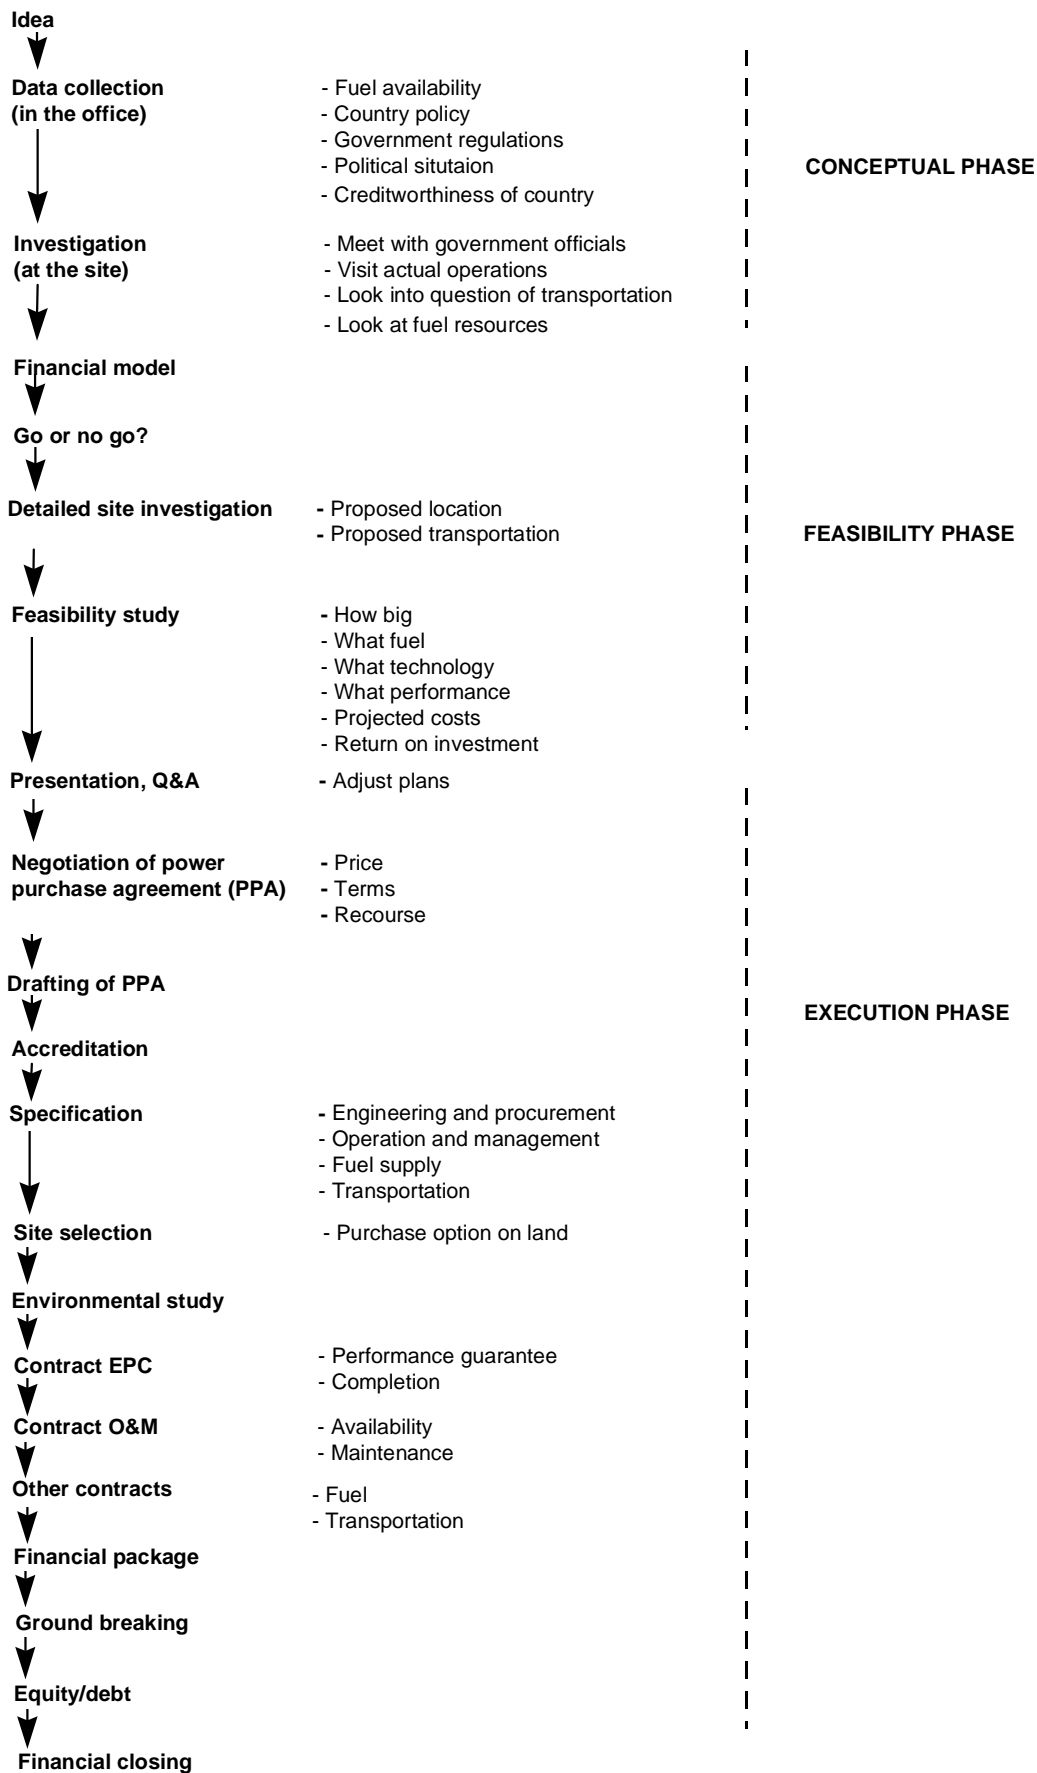 Idea
Data collection
(in the office)
- Fuel availability
- Country policy
- Government regulations
- Political situtaion
- Creditworthiness of country
CONCEPTUAL PHASE
Investigation
(at the site)
- Meet with government officials
- Visit actual operations
- Look into question of transportation
- Look at fuel resources
Financial model
Go or no go?
Detailed site investigation
- Proposed location
- Proposed transportation
FEASIBILITY PHASE
Feasibility study
- How big
- What fuel
- What technology
- What performance
- Projected costs
- Return on investment
Presentation, Q&A
- Adjust plans
Negotiation of power
purchase agreement (PPA)
- Price
- Terms
- Recourse
Drafting of PPA
EXECUTION PHASE
Accreditation
Specification
- Engineering and procurement
- Operation and management
- Fuel supply
- Transportation
Site selection
- Purchase option on land
Environmental study
Contract EPC
- Performance guarantee
- Completion
Contract O&M
- Availability
- Maintenance
Other contracts
- Fuel
- Transportation
Financial package
Ground breaking
Equity/debt
Financial closing